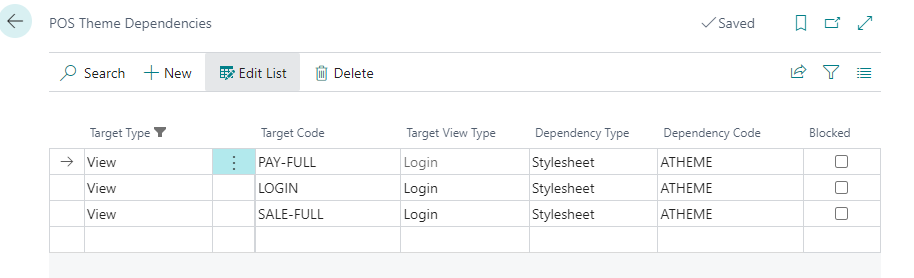 POS Theme Dependencies Saved
Search New Edit List Delete
Target Type Target Code Target View Type Dependency Type Dependency Code Blocked
View PAY-FULL Login Stylesheet ATHEME
View LOGIN Login Stylesheet ATHEME
View SALE-FULL Login Stylesheet ATHEME